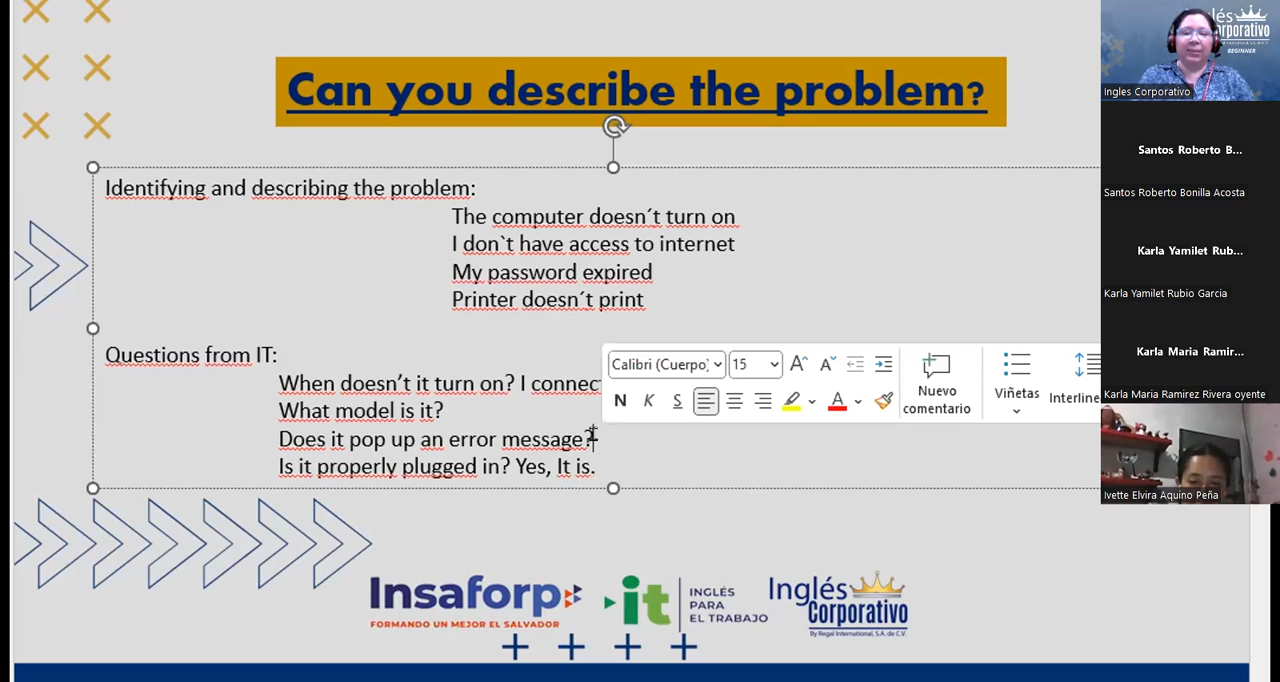 Can you describe the problem?
Identifying and describing the problem:
The computer doesn´t turn on
I don`t have access to internet
My password expired
Printer doesn´t print
Questions from IT:
When doesn't it turn on? I connec
What model is it?
Does it pop up an error message?
Is it properly plugged in? Yes, It is.
Calibri (Cuerpo)
15
A
A
N
K
S
A
Nuevo
comentario
Viñetas
Interline
Insaforp
FORMANDO UN MEJOR EL SALVADOR
it
INGLÉS
PARA
EL TRABAJO
Inglés
Corporativo
By Regal International, S.A. de C.V.
lés
orporativo
BEGINNER
Ingles Corporativo
Santos Roberto B...
Santos Roberto Bonilla Acosta
Karla Yamilet Rub...
Karla Yamilet Rubio Garcia
Karla Maria Ramir...
Karla Maria Ramirez Rivera oyente
Ivette Elvira Aquino Peña